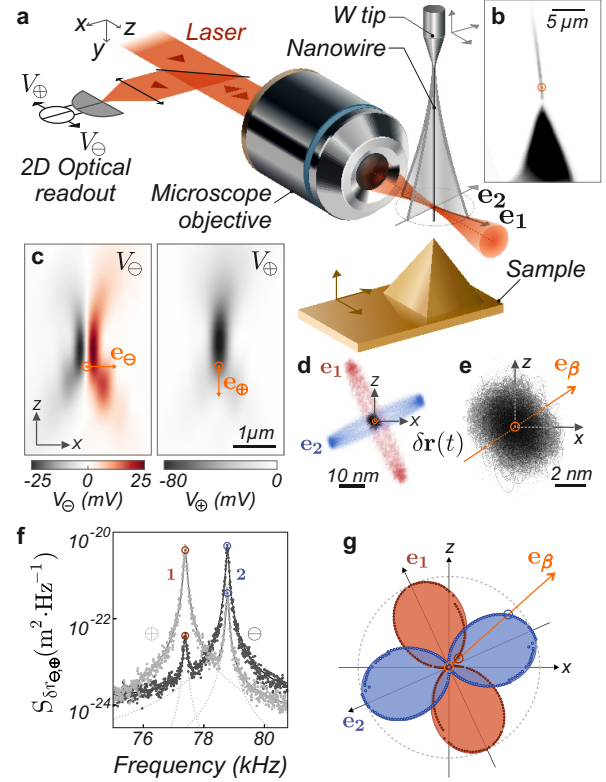 a
x
z
y
Laser
V⊕
V⊖
2D Optical
readout
Microscope
objective
W tip
Nanowire
e₂
e₁
Sample
b
5 μm
c
V⊖
V⊕
e⊖
e⊕
z
x
1μm
-25 0 25
V⊖ (mV)
-80 0
V⊕ (mV)
d
e₁
z
x
e₂
10 nm
e
z
eβ
x
δr(t)
2 nm
f
10⁻²⁰
10⁻²²
10⁻²⁴
S δr⊖,⊕ (m²·Hz⁻¹)
1
2
⊕
⊖
76 78 80
Frequency (kHz)
g
e₁
z
eβ
x
e₂